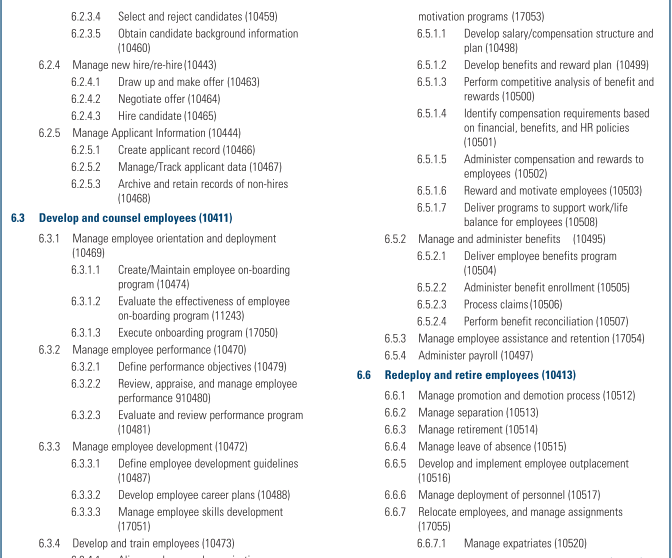 6.2.3.4 Select and reject candidates (10459)
6.2.3.5 Obtain candidate background information
(10460)
6.2.4 Manage new hire/re-hire (10443)
6.2.4.1 Draw up and make offer (10463)
6.2.4.2 Negotiate offer (10464)
6.2.4.3 Hire candidate (10465)
6.2.5 Manage Applicant Information (10444)
6.2.5.1 Create applicant record (10466)
6.2.5.2 Manage/Track applicant data (10467)
6.2.5.3 Archive and retain records of non-hires
(10468)
6.3 Develop and counsel employees (10411)
6.3.1 Manage employee orientation and deployment
(10469)
6.3.1.1 Create/Maintain employee on-boarding
program (10474)
6.3.1.2 Evaluate the effectiveness of employee
on-boarding program (11243)
6.3.1.3 Execute onboarding program (17050)
6.3.2 Manage employee performance (10470)
6.3.2.1 Define performance objectives (10479)
6.3.2.2 Review, appraise, and manage employee
performance 910480)
6.3.2.3 Evaluate and review performance program
(10481)
6.3.3 Manage employee development (10472)
6.3.3.1 Define employee development guidelines
(10487)
6.3.3.2 Develop employee career plans (10488)
6.3.3.3 Manage employee skills development
(17051)
6.3.4 Develop and train employees (10473)
motivation programs (17053)
6.5.1.1 Develop salary/compensation structure and
plan (10498)
6.5.1.2 Develop benefits and reward plan (10499)
6.5.1.3 Perform competitive analysis of benefit and
rewards (10500)
6.5.1.4 Identify compensation requirements based
on financial, benefits, and HR policies
(10501)
6.5.1.5 Administer compensation and rewards to
employees (10502)
6.5.1.6 Reward and motivate employees (10503)
6.5.1.7 Deliver programs to support work/life
balance for employees (10508)
6.5.2 Manage and administer benefits (10495)
6.5.2.1 Deliver employee benefits program
(10504)
6.5.2.2 Administer benefit enrollment (10505)
6.5.2.3 Process claims (10506)
6.5.2.4 Perform benefit reconciliation (10507)
6.5.3 Manage employee assistance and retention (17054)
6.5.4 Administer payroll (10497)
6.6 Redeploy and retire employees (10413)
6.6.1 Manage promotion and demotion process (10512)
6.6.2 Manage separation (10513)
6.6.3 Manage retirement (10514)
6.6.4 Manage leave of absence (10515)
6.6.5 Develop and implement employee outplacement
(10516)
6.6.6 Manage deployment of personnel (10517)
6.6.7 Relocate employees, and manage assignments
(17055)
6.6.7.1 Manage expatriates (10520)